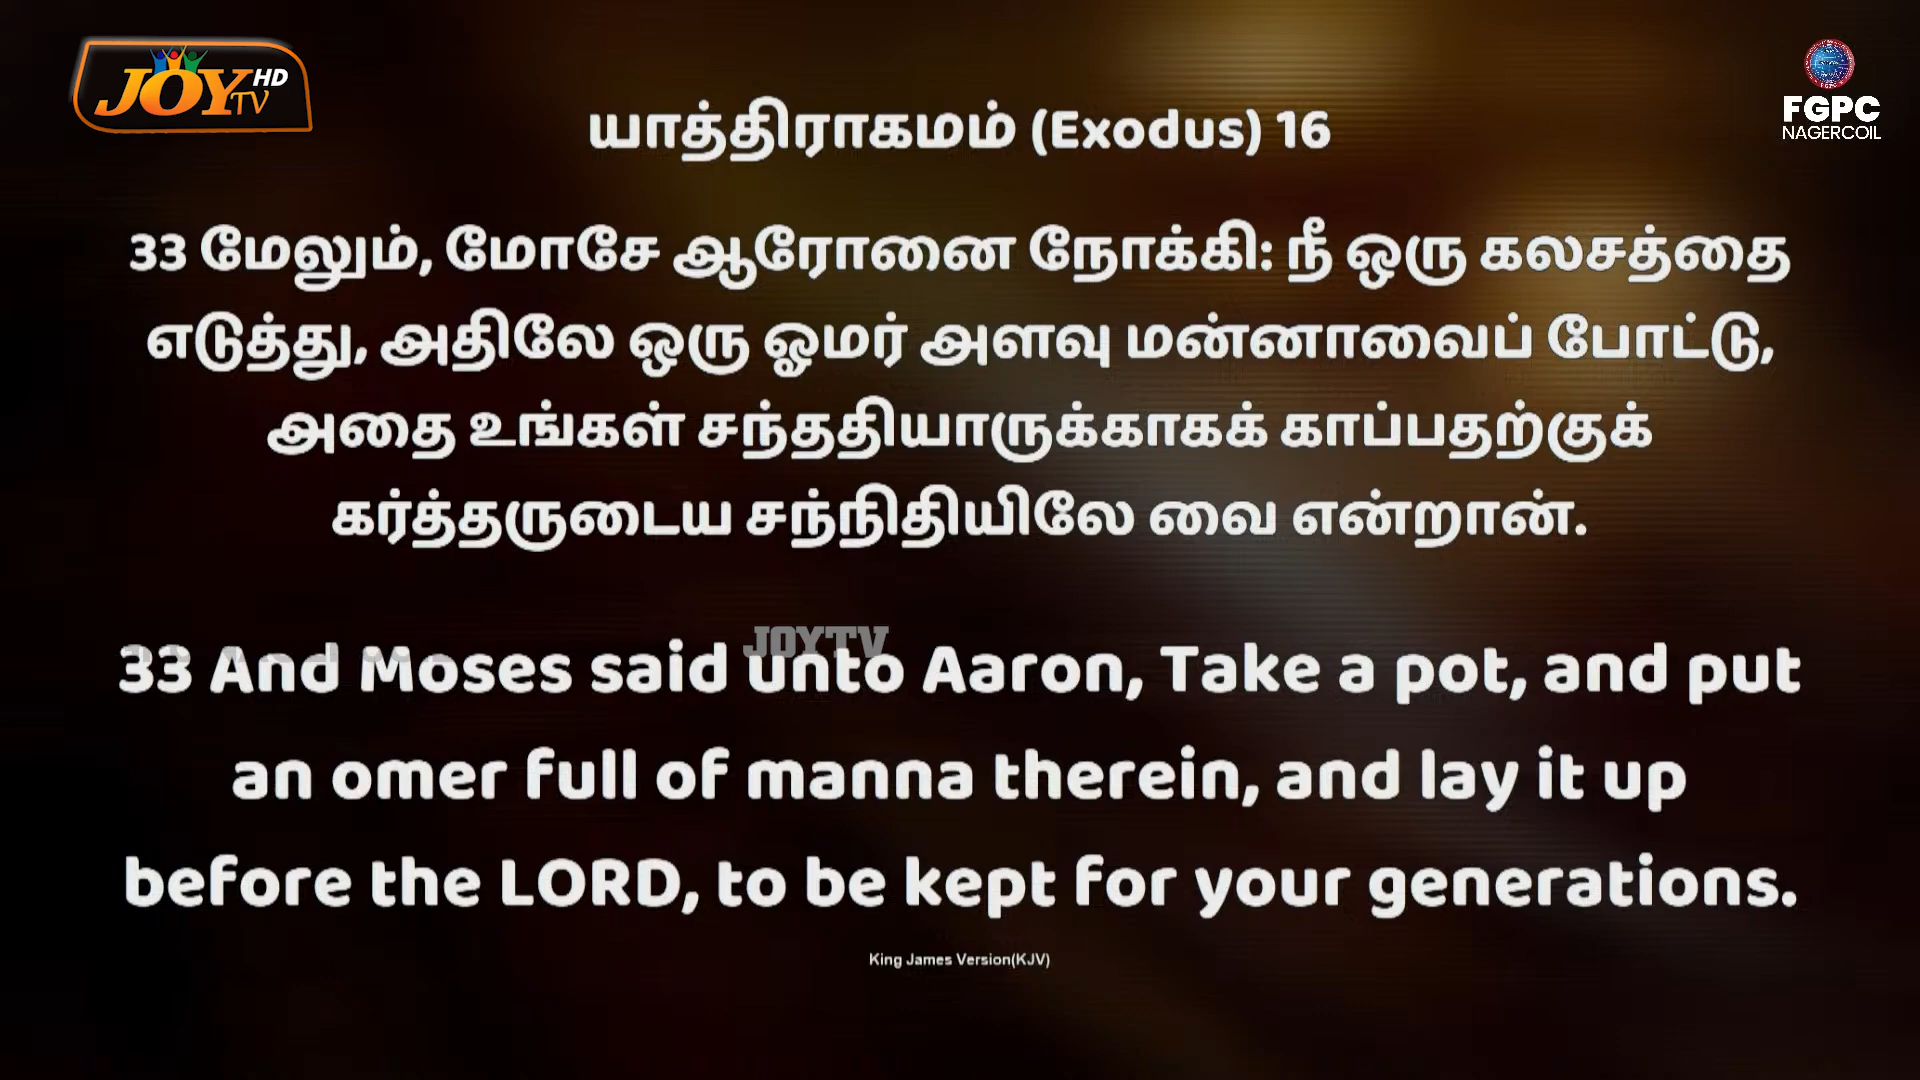 JOY TV HD
FGPC
NAGERCOIL
யாத்திராகமம் (Exodus) 16
33 மேலும், மோசே ஆரோனை நோக்கி: நீ ஒரு கலசத்தை
எடுத்து, அதிலே ஒரு ஓமர் அளவு மன்னாவைப் போட்டு,
அதை உங்கள் சந்ததியாருக்காகக் காப்பதற்குக்
கர்த்தருடைய சந்நிதியிலே வை என்றான்.
JOYTV
33 And Moses said unto Aaron, Take a pot, and put
an omer full of manna therein, and lay it up
before the LORD, to be kept for your generations.
King James Version(KJV)